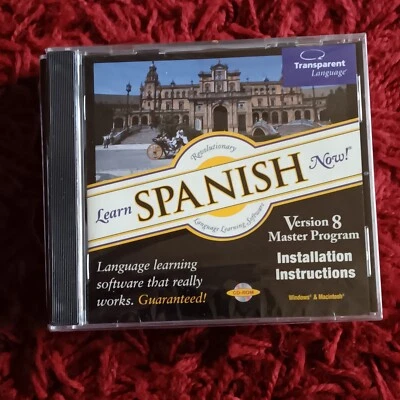 Transparent
Language®
Revolutionary
Learn SPANISH Now!®
Language Learning Software
Version 8
Master Program
Installation
Instructions
Language learning
software that really
works. Guaranteed!
CD-ROM
Windows® & Macintosh®